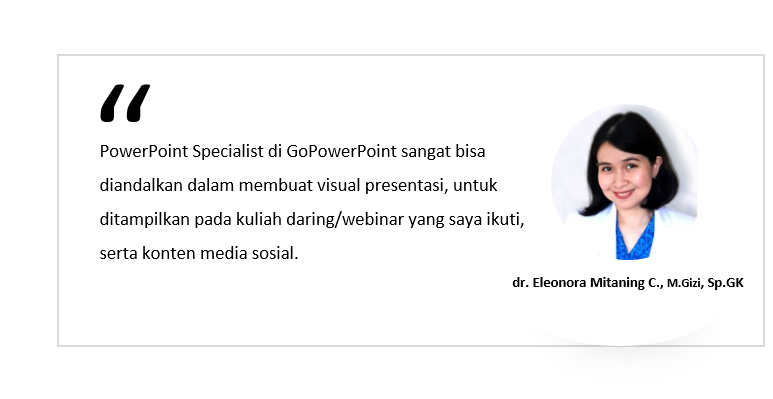 “
PowerPoint Specialist di GoPowerPoint sangat bisa
diandalkan dalam membuat visual presentasi, untuk
ditampilkan pada kuliah daring/webinar yang saya ikuti,
serta konten media sosial.
dr. Eleonora Mitaning C., M.Gizi, Sp.GK